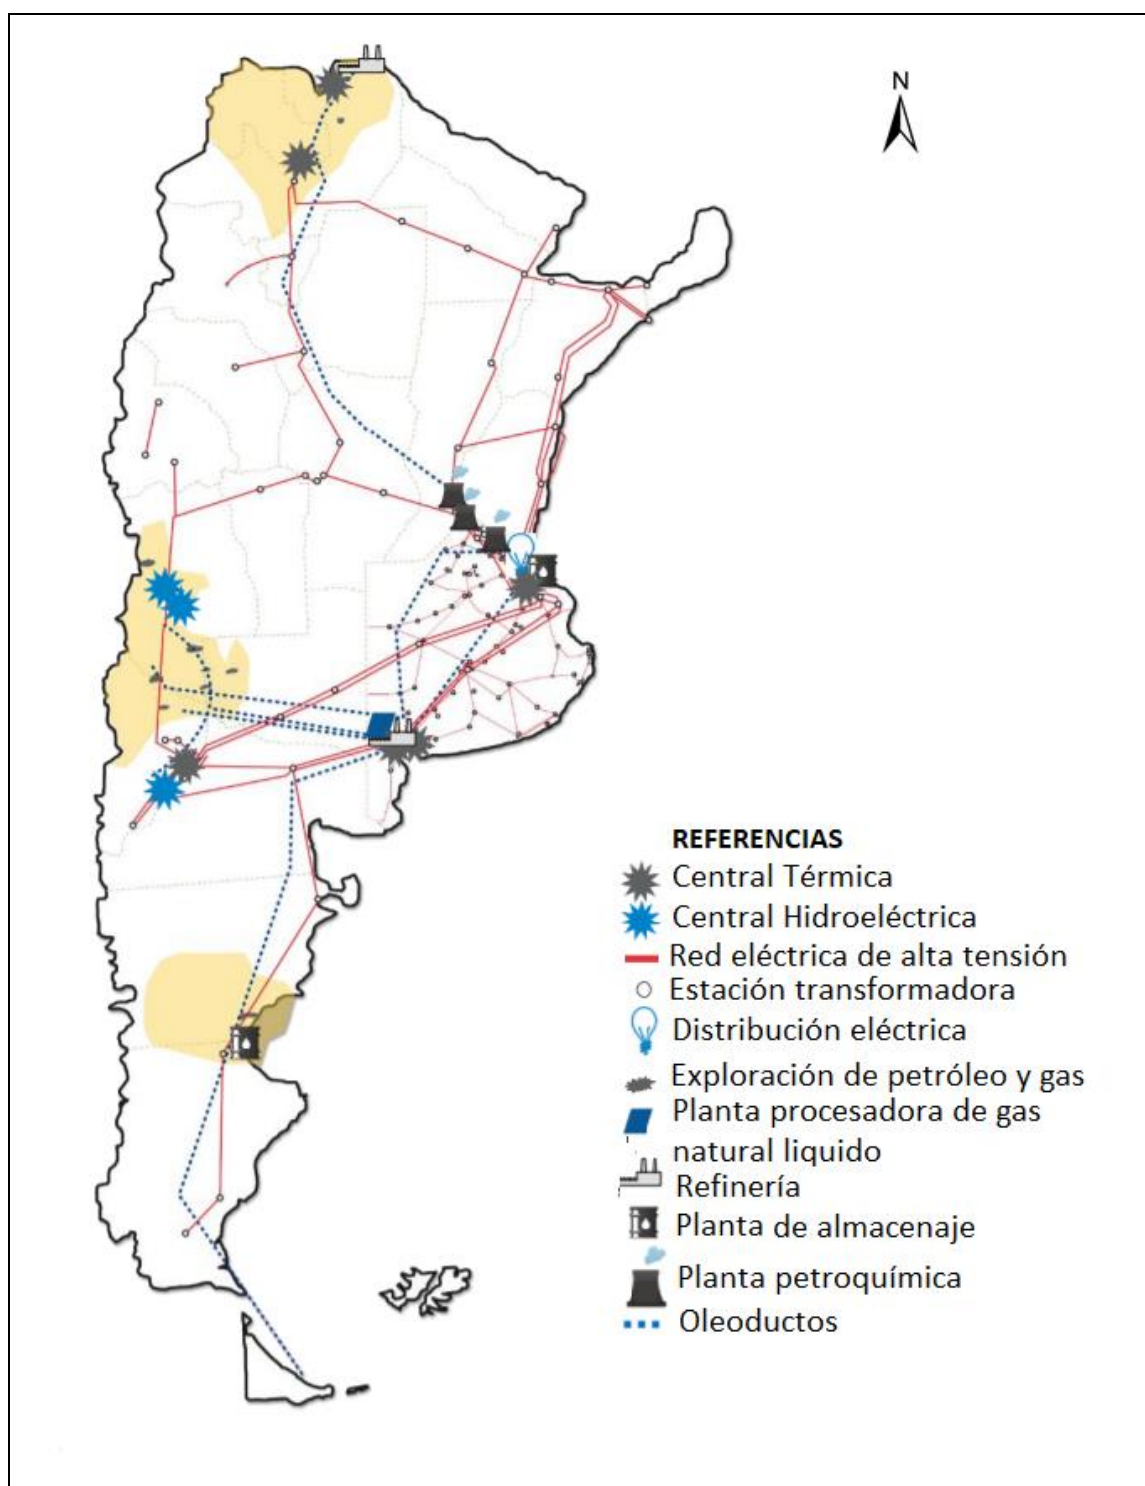 N
REFERENCIAS
Central Térmica
Central Hidroeléctrica
Red eléctrica de alta tensión
Estación transformadora
Distribución eléctrica
Exploración de petróleo y gas
Planta procesadora de gas
natural liquido
Refinería
Planta de almacenaje
Planta petroquímica
Oleoductos